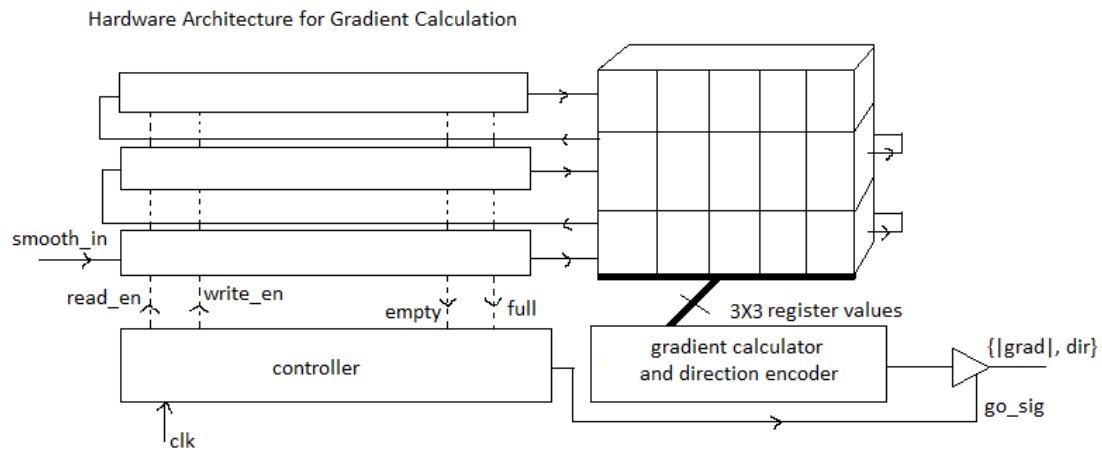 Hardware Architecture for Gradient Calculation
smooth_in
read_en
write_en
empty
full
3X3 register values
controller
gradient calculator
and direction encoder
{|grad|, dir}
go_sig
clk